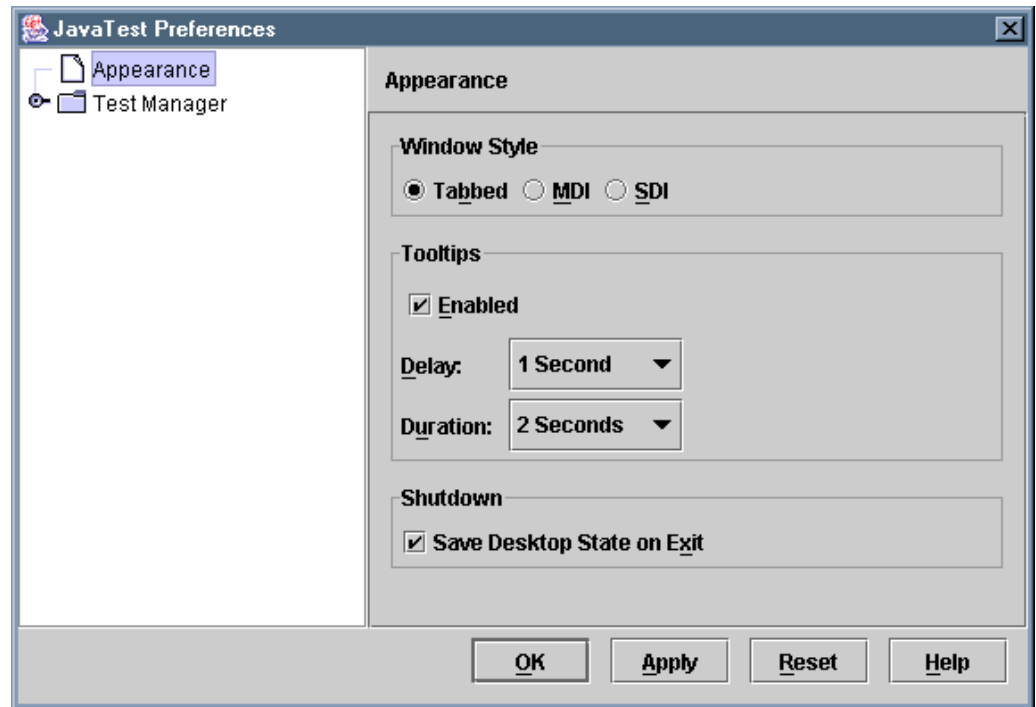 JavaTest Preferences
Appearance
Test Manager
Appearance
Window Style
Tabbed MDI SDI
Tooltips
Enabled
Delay: 1 Second
Duration: 2 Seconds
Shutdown
Save Desktop State on Exit
OK Apply Reset Help